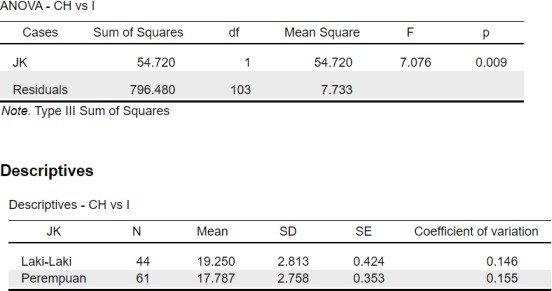 ANOVA - CH vs I
Cases Sum of Squares df Mean Square F p
JK 54.720 1 54.720 7.076 0.009
Residuals 796.480 103 7.733
Note. Type III Sum of Squares
Descriptives
Descriptives - CH vs I
JK N Mean SD SE Coefficient of variation
Laki-Laki 44 19.250 2.813 0.424 0.146
Perempuan 61 17.787 2.758 0.353 0.155